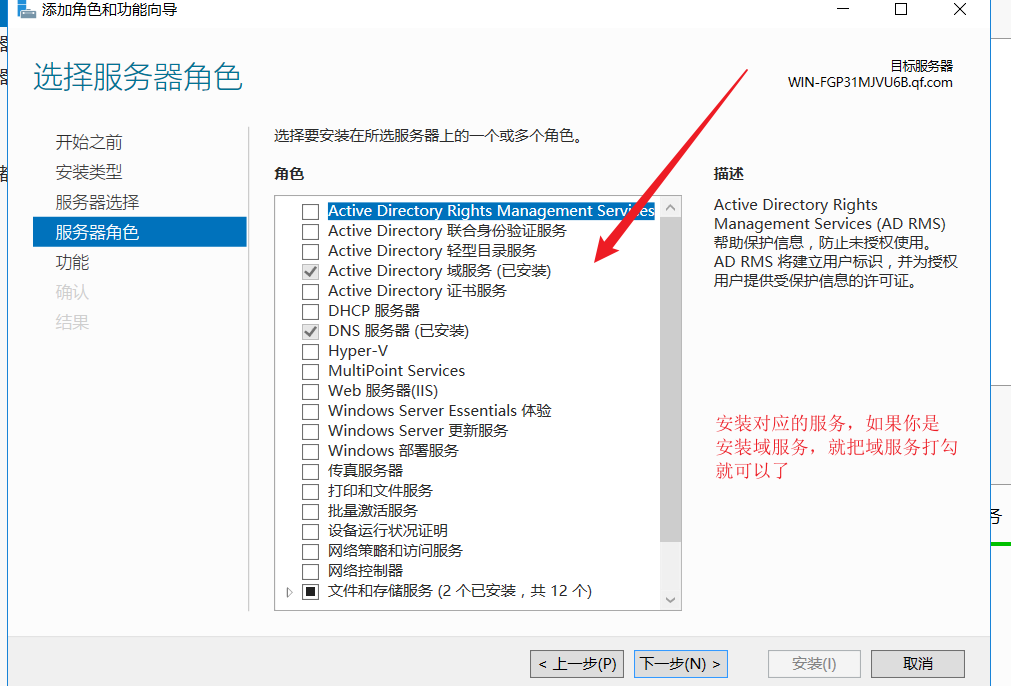 添加角色和功能向导
选择服务器角色
目标服务器
WIN-FGP31MJVU6B.qf.com
开始之前
安装类型
服务器选择
服务器角色
功能
确认
结果
选择要安装在所选服务器上的一个或多个角色。
角色
Active Directory Rights Management Services
Active Directory 联合身份验证服务
Active Directory 轻型目录服务
Active Directory 域服务 (已安装)
Active Directory 证书服务
DHCP 服务器
DNS 服务器 (已安装)
Hyper-V
MultiPoint Services
Web 服务器(IIS)
Windows Server Essentials 体验
Windows Server 更新服务
Windows 部署服务
传真服务器
打印和文件服务
批量激活服务
设备运行状况证明
网络策略和访问服务
网络控制器
文件和存储服务 (2 个已安装，共 12 个)
描述
Active Directory Rights
Management Services (AD RMS)
帮助保护信息，防止未授权使用。
AD RMS 将建立用户标识，并为授权
用户提供受保护信息的许可证。
安装对应的服务，如果你是
安装域服务，就把域服务打勾
就可以了
务
< 上一步(P)
下一步(N) >
安装(I)
取消